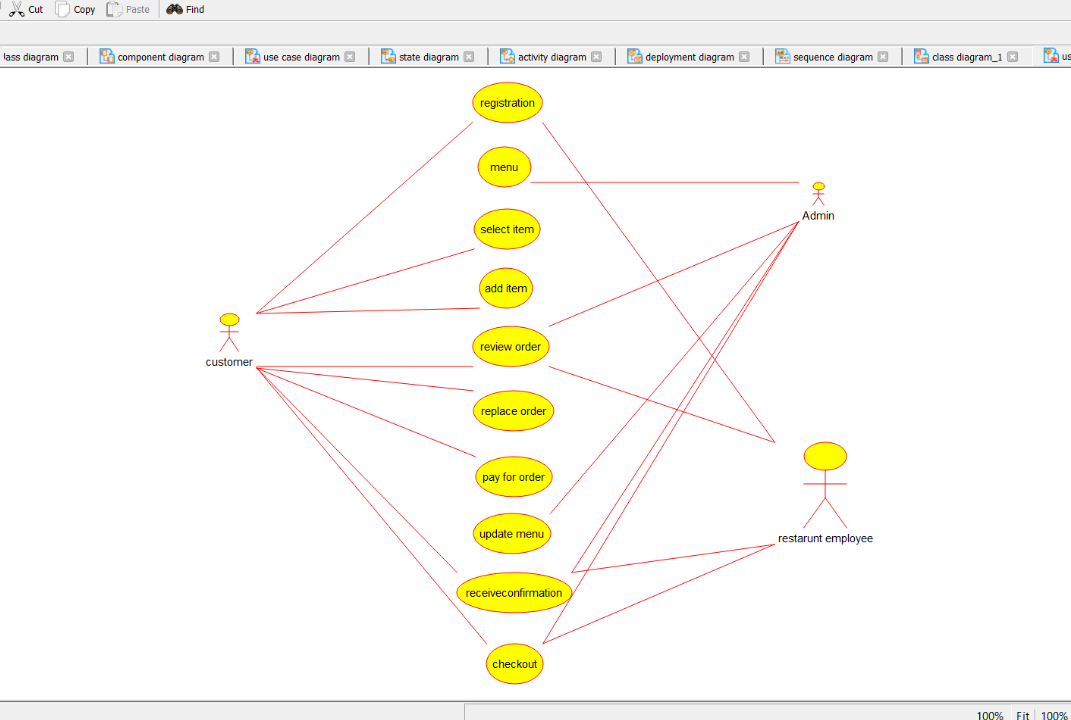 Cut Copy Paste Find
lass diagram component diagram use case diagram state diagram activity diagram deployment diagram sequence diagram class diagram_1 us
registration
menu
Admin
select item
add item
review order
customer
replace order
pay for order
update menu
restarunt employee
receiveconfirmation
checkout
100% Fit 100%